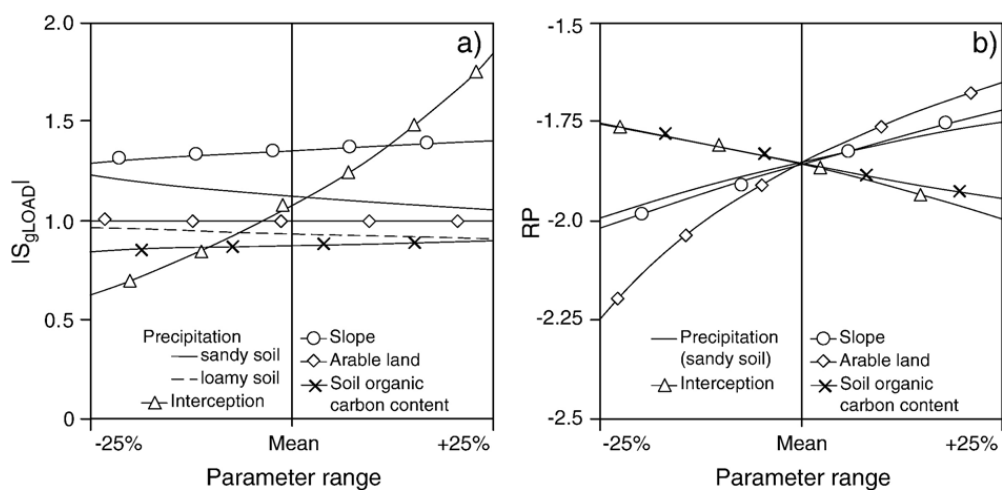 a)
2.0
1.5
1.0
0.5
0
|SgLOAD|
Precipitation
sandy soil
loamy soil
Interception
Slope
Arable land
Soil organic
carbon content
-25%
Mean
+25%
Parameter range
b)
-1.5
-1.75
-2.0
-2.25
-2.5
RP
Precipitation
(sandy soil)
Interception
Slope
Arable land
Soil organic
carbon content
-25%
Mean
+25%
Parameter range